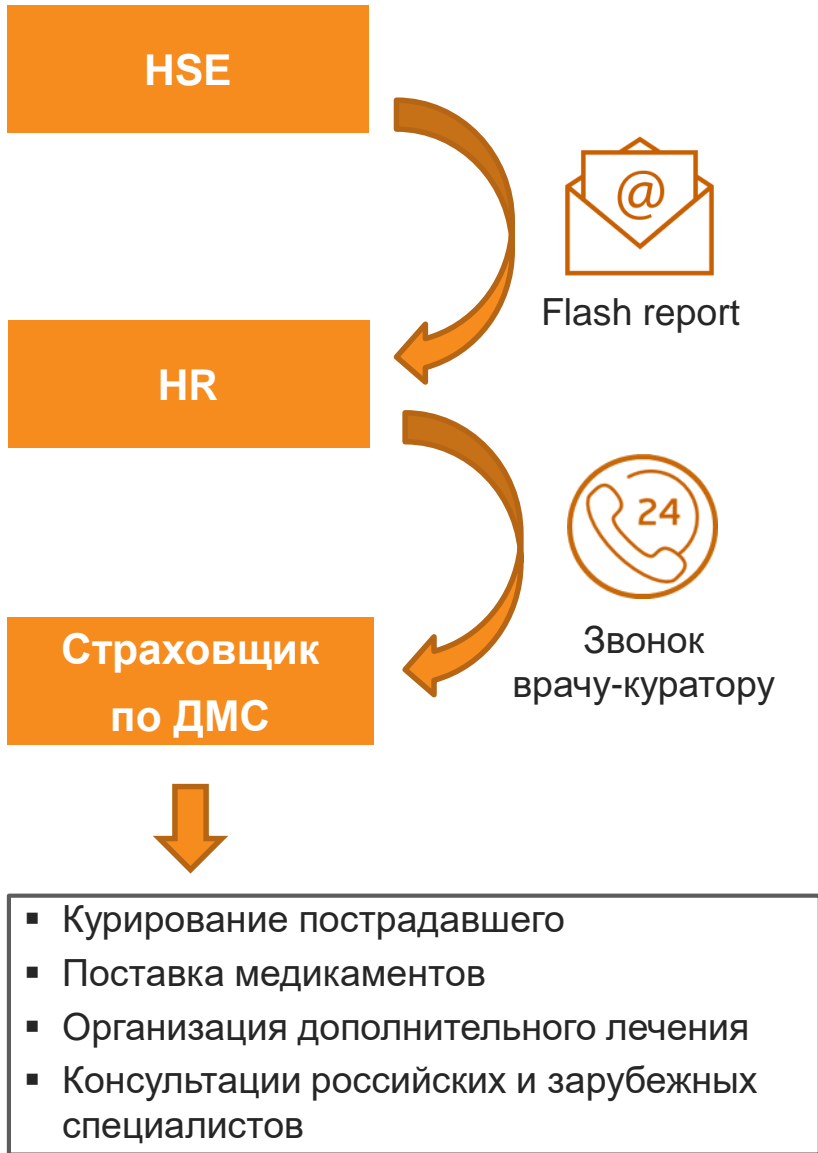 HSE
@
Flash report
HR
24
Звонок
врачу-куратору
Страховщик
по ДМС
▪ Курирование пострадавшего
▪ Поставка медикаментов
▪ Организация дополнительного лечения
▪ Консультации российских и зарубежных
специалистов